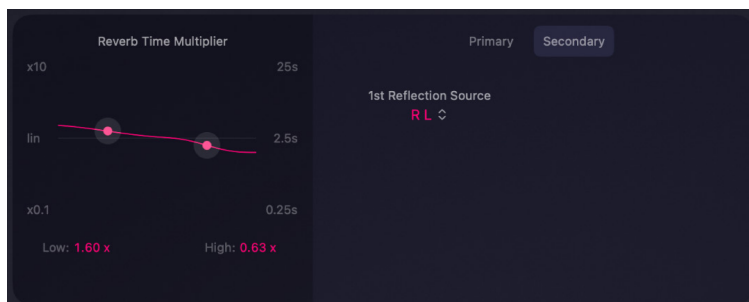 Reverb Time Multiplier
x10 25s
lin 2.5s
x0.1 0.25s
Low: 1.60 x High: 0.63 x
Primary Secondary
1st Reflection Source
R L